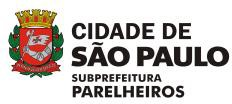 CIDADE DE
SÃO PAULO
SUBPREFEITURA
PARELHEIROS